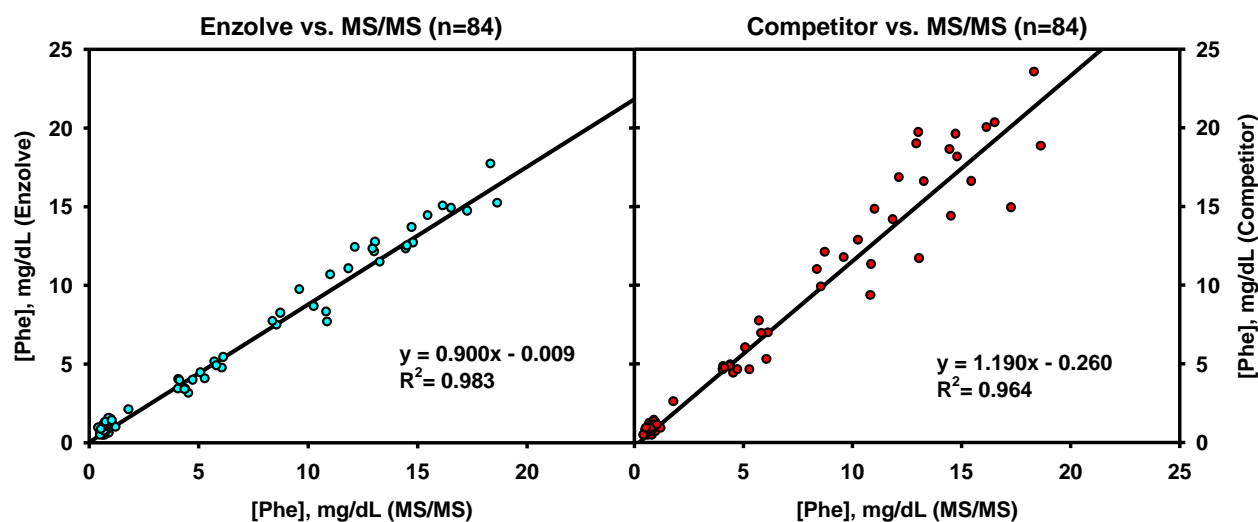 Enzolve vs. MS/MS (n=84)
25
20
15
10
5
0
[Phe], mg/dL (Enzolve)
y = 0.900x - 0.009
R²= 0.983
0 5 10 15 20
[Phe], mg/dL (MS/MS)
Competitor vs. MS/MS (n=84)
25
20
15
10
5
0
[Phe], mg/dL (Competitor)
y = 1.190x - 0.260
R²= 0.964
0 5 10 15 20 25
[Phe], mg/dL (MS/MS)